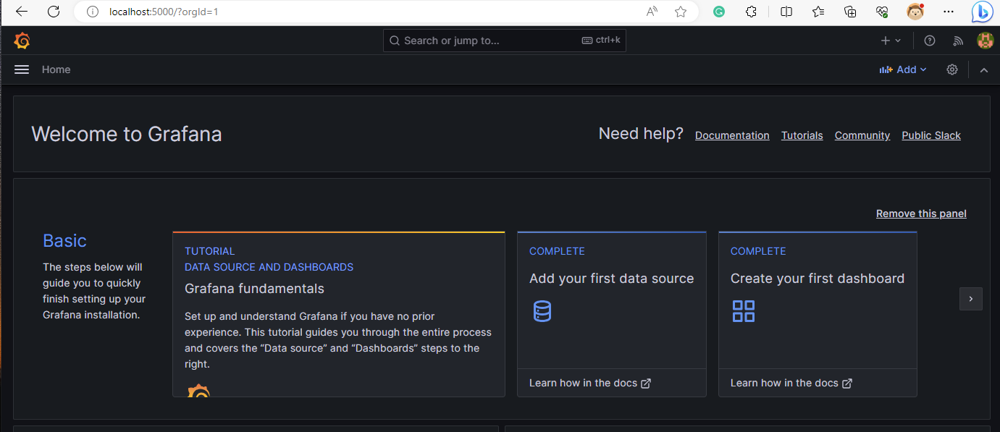 localhost:5000/?orgId=1
Search or jump to... ctrl+k
Home
Add
Welcome to Grafana
Need help? Documentation Tutorials Community Public Slack
Remove this panel
Basic
The steps below will
guide you to quickly
finish setting up your
Grafana installation.
TUTORIAL
DATA SOURCE AND DASHBOARDS
Grafana fundamentals
Set up and understand Grafana if you have no prior
experience. This tutorial guides you through the entire process
and covers the “Data source” and “Dashboards” steps to the
right.
COMPLETE
Add your first data source
Learn how in the docs
COMPLETE
Create your first dashboard
Learn how in the docs